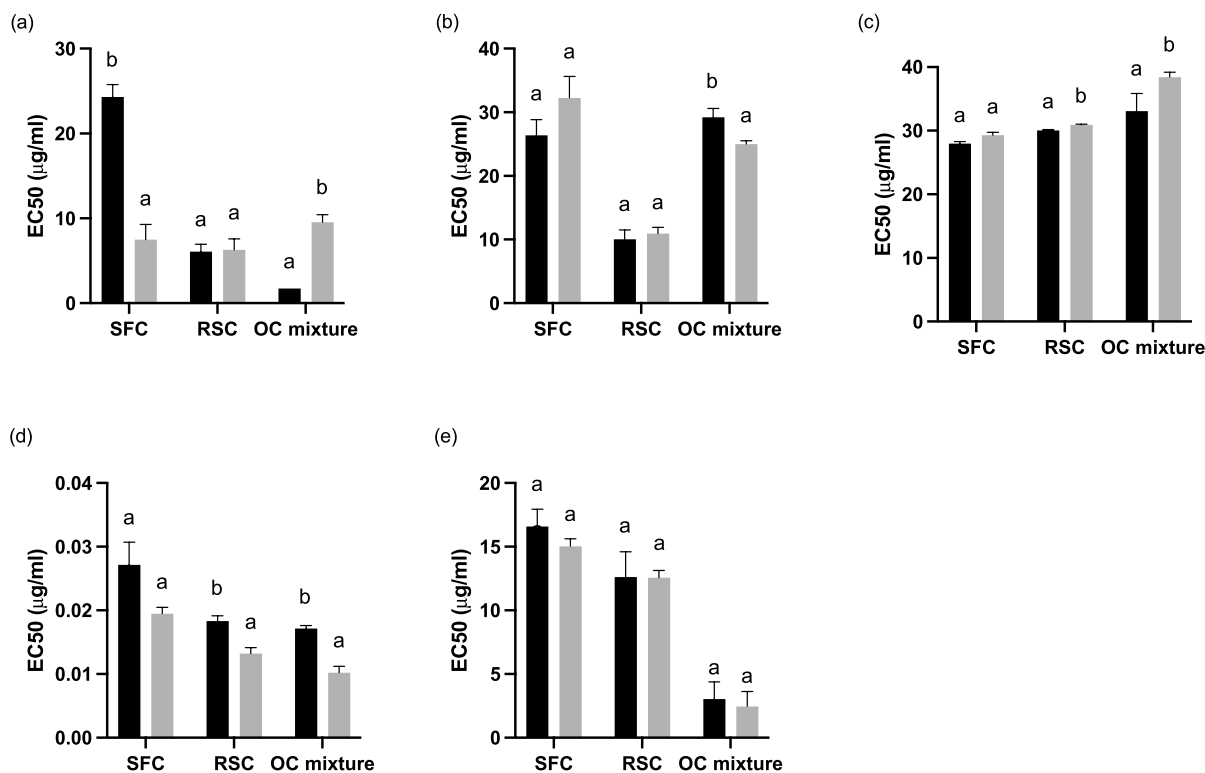 (a)
30
20
10
0
EC50 (μg/ml)
b
a
a
a
a
b
SFC
RSC
OC mixture
(b)
40
30
20
10
0
EC50 (μg/ml)
a
a
a
a
b
a
SFC
RSC
OC mixture
(c)
40
30
20
10
0
EC50 (μg/ml)
a
a
a
b
a
b
SFC
RSC
OC mixture
(d)
0.04
0.03
0.02
0.01
0.00
EC50 (μg/ml)
a
a
b
a
b
a
SFC
RSC
OC mixture
(e)
20
15
10
5
0
EC50 (μg/ml)
a
a
a
a
a
a
SFC
RSC
OC mixture